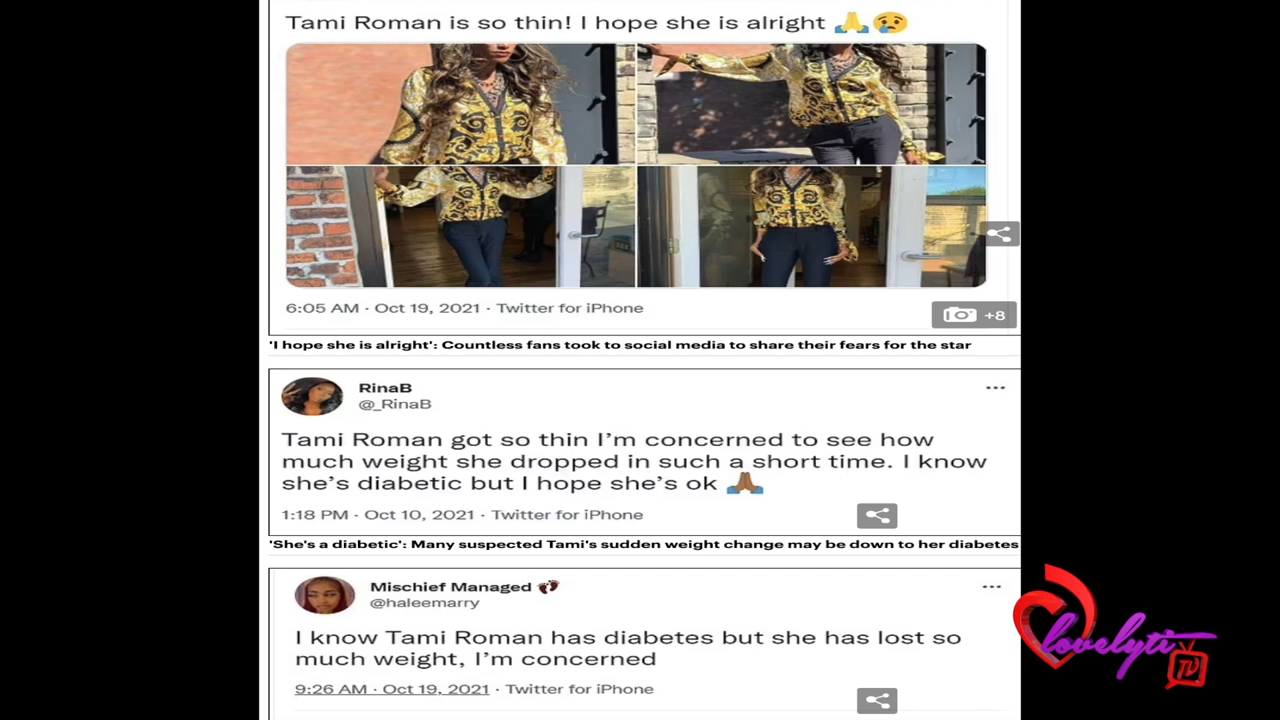 Tami Roman is so thin! I hope she is alright 🙏😢
6:05 AM · Oct 19, 2021 · Twitter for iPhone
+8
'I hope she is alright': Countless fans took to social media to share their fears for the star
RinaB
@_RinaB
Tami Roman got so thin I'm concerned to see how
much weight she dropped in such a short time. I know
she's diabetic but I hope she's ok 🙏🏾
1:18 PM · Oct 10, 2021 · Twitter for iPhone
'She's a diabetic': Many suspected Tami's sudden weight change may be down to her diabetes
Mischief Managed 👣
@haleemarry
I know Tami Roman has diabetes but she has lost so
much weight, I'm concerned
9:26 AM · Oct 19, 2021 · Twitter for iPhone
lovelyti
TV